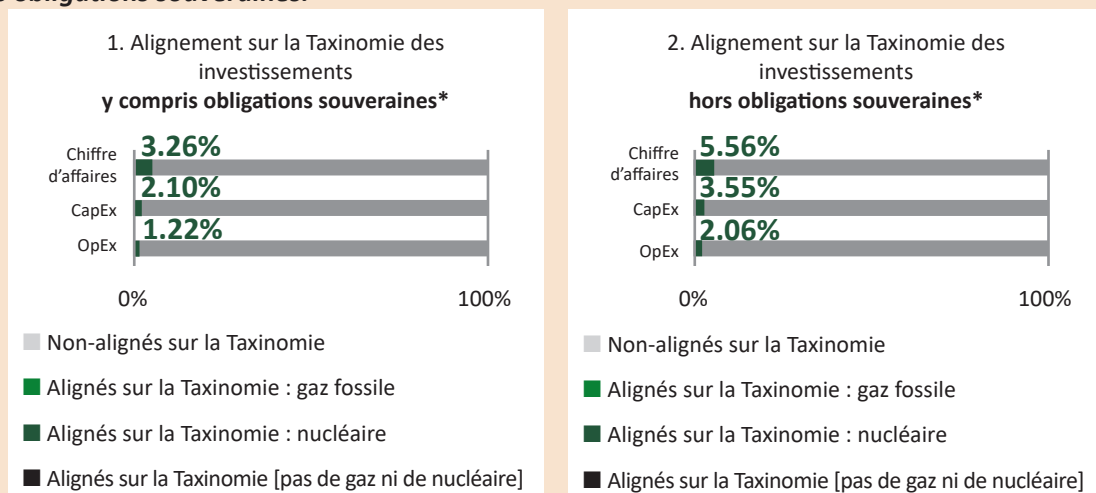 obligations souveraines.
1. Alignement sur la Taxinomie des
investissements
y compris obligations souveraines*
Chiffre
d'affaires
3.26%
CapEx
2.10%
OpEx
1.22%
0%
100%
Non-alignés sur la Taxinomie
Alignés sur la Taxinomie : gaz fossile
Alignés sur la Taxinomie : nucléaire
Alignés sur la Taxinomie [pas de gaz ni de nucléaire]
2. Alignement sur la Taxinomie des
investissements
hors obligations souveraines*
Chiffre
d'affaires
5.56%
CapEx
3.55%
OpEx
2.06%
0%
100%
Non-alignés sur la Taxinomie
Alignés sur la Taxinomie : gaz fossile
Alignés sur la Taxinomie : nucléaire
Alignés sur la Taxinomie [pas de gaz ni de nucléaire]